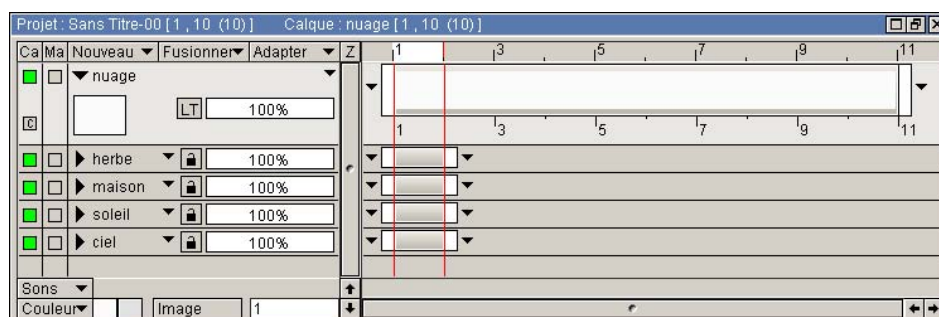 Projet : Sans Titre-00 [ 1 , 10 (10) ] Calque : nuage [ 1 , 10 (10) ]
Ca Ma Nouveau Fusionner Adapter Z 1 3 5 7 9 11
nuage
LT 100%
C
1 3 5 7 9 11
herbe 100%
maison 100%
soleil 100%
ciel 100%
Sons
Couleur Image 1